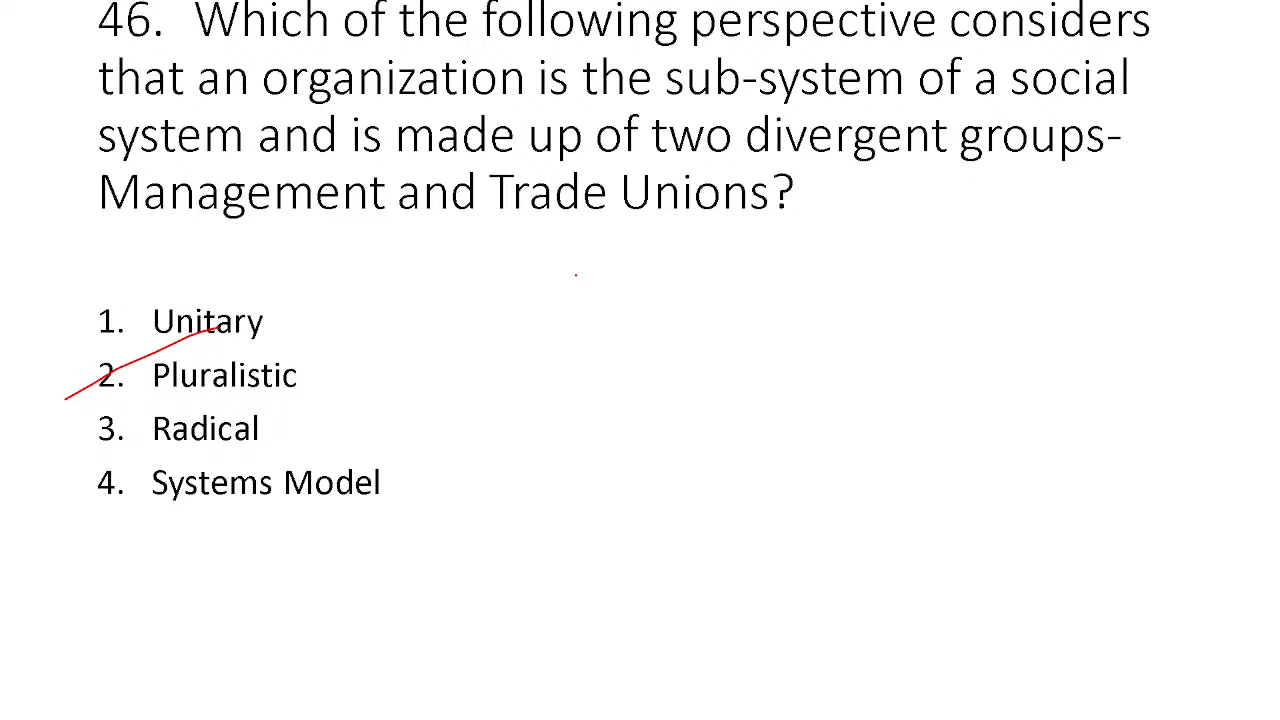 46. Which of the following perspective considers
that an organization is the sub-system of a social
system and is made up of two divergent groups-
Management and Trade Unions?
1. Unitary
2. Pluralistic
3. Radical
4. Systems Model